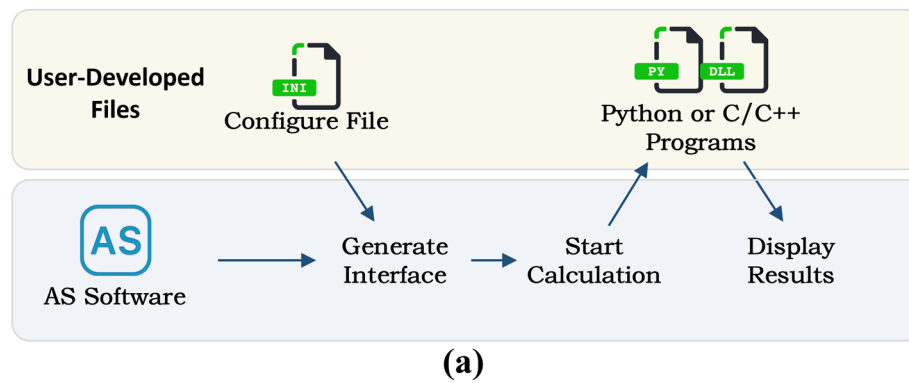 User-Developed
Files
INI
Configure File
PY
DLL
Python or C/C++
Programs
AS
AS Software
Generate
Interface
Start
Calculation
Display
Results
(a)